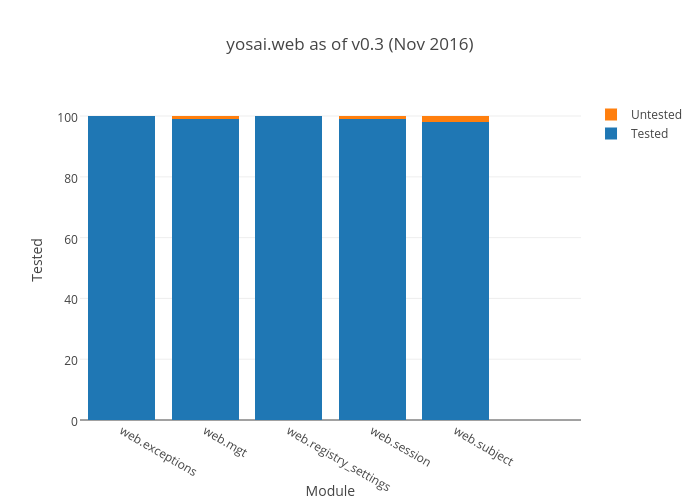 yosai.web as of v0.3 (Nov 2016)
Untested
Tested
100
80
60
40
20
0
Tested
web.exceptions
web.mgt
web.registry_settings
web.session
web.subject
Module